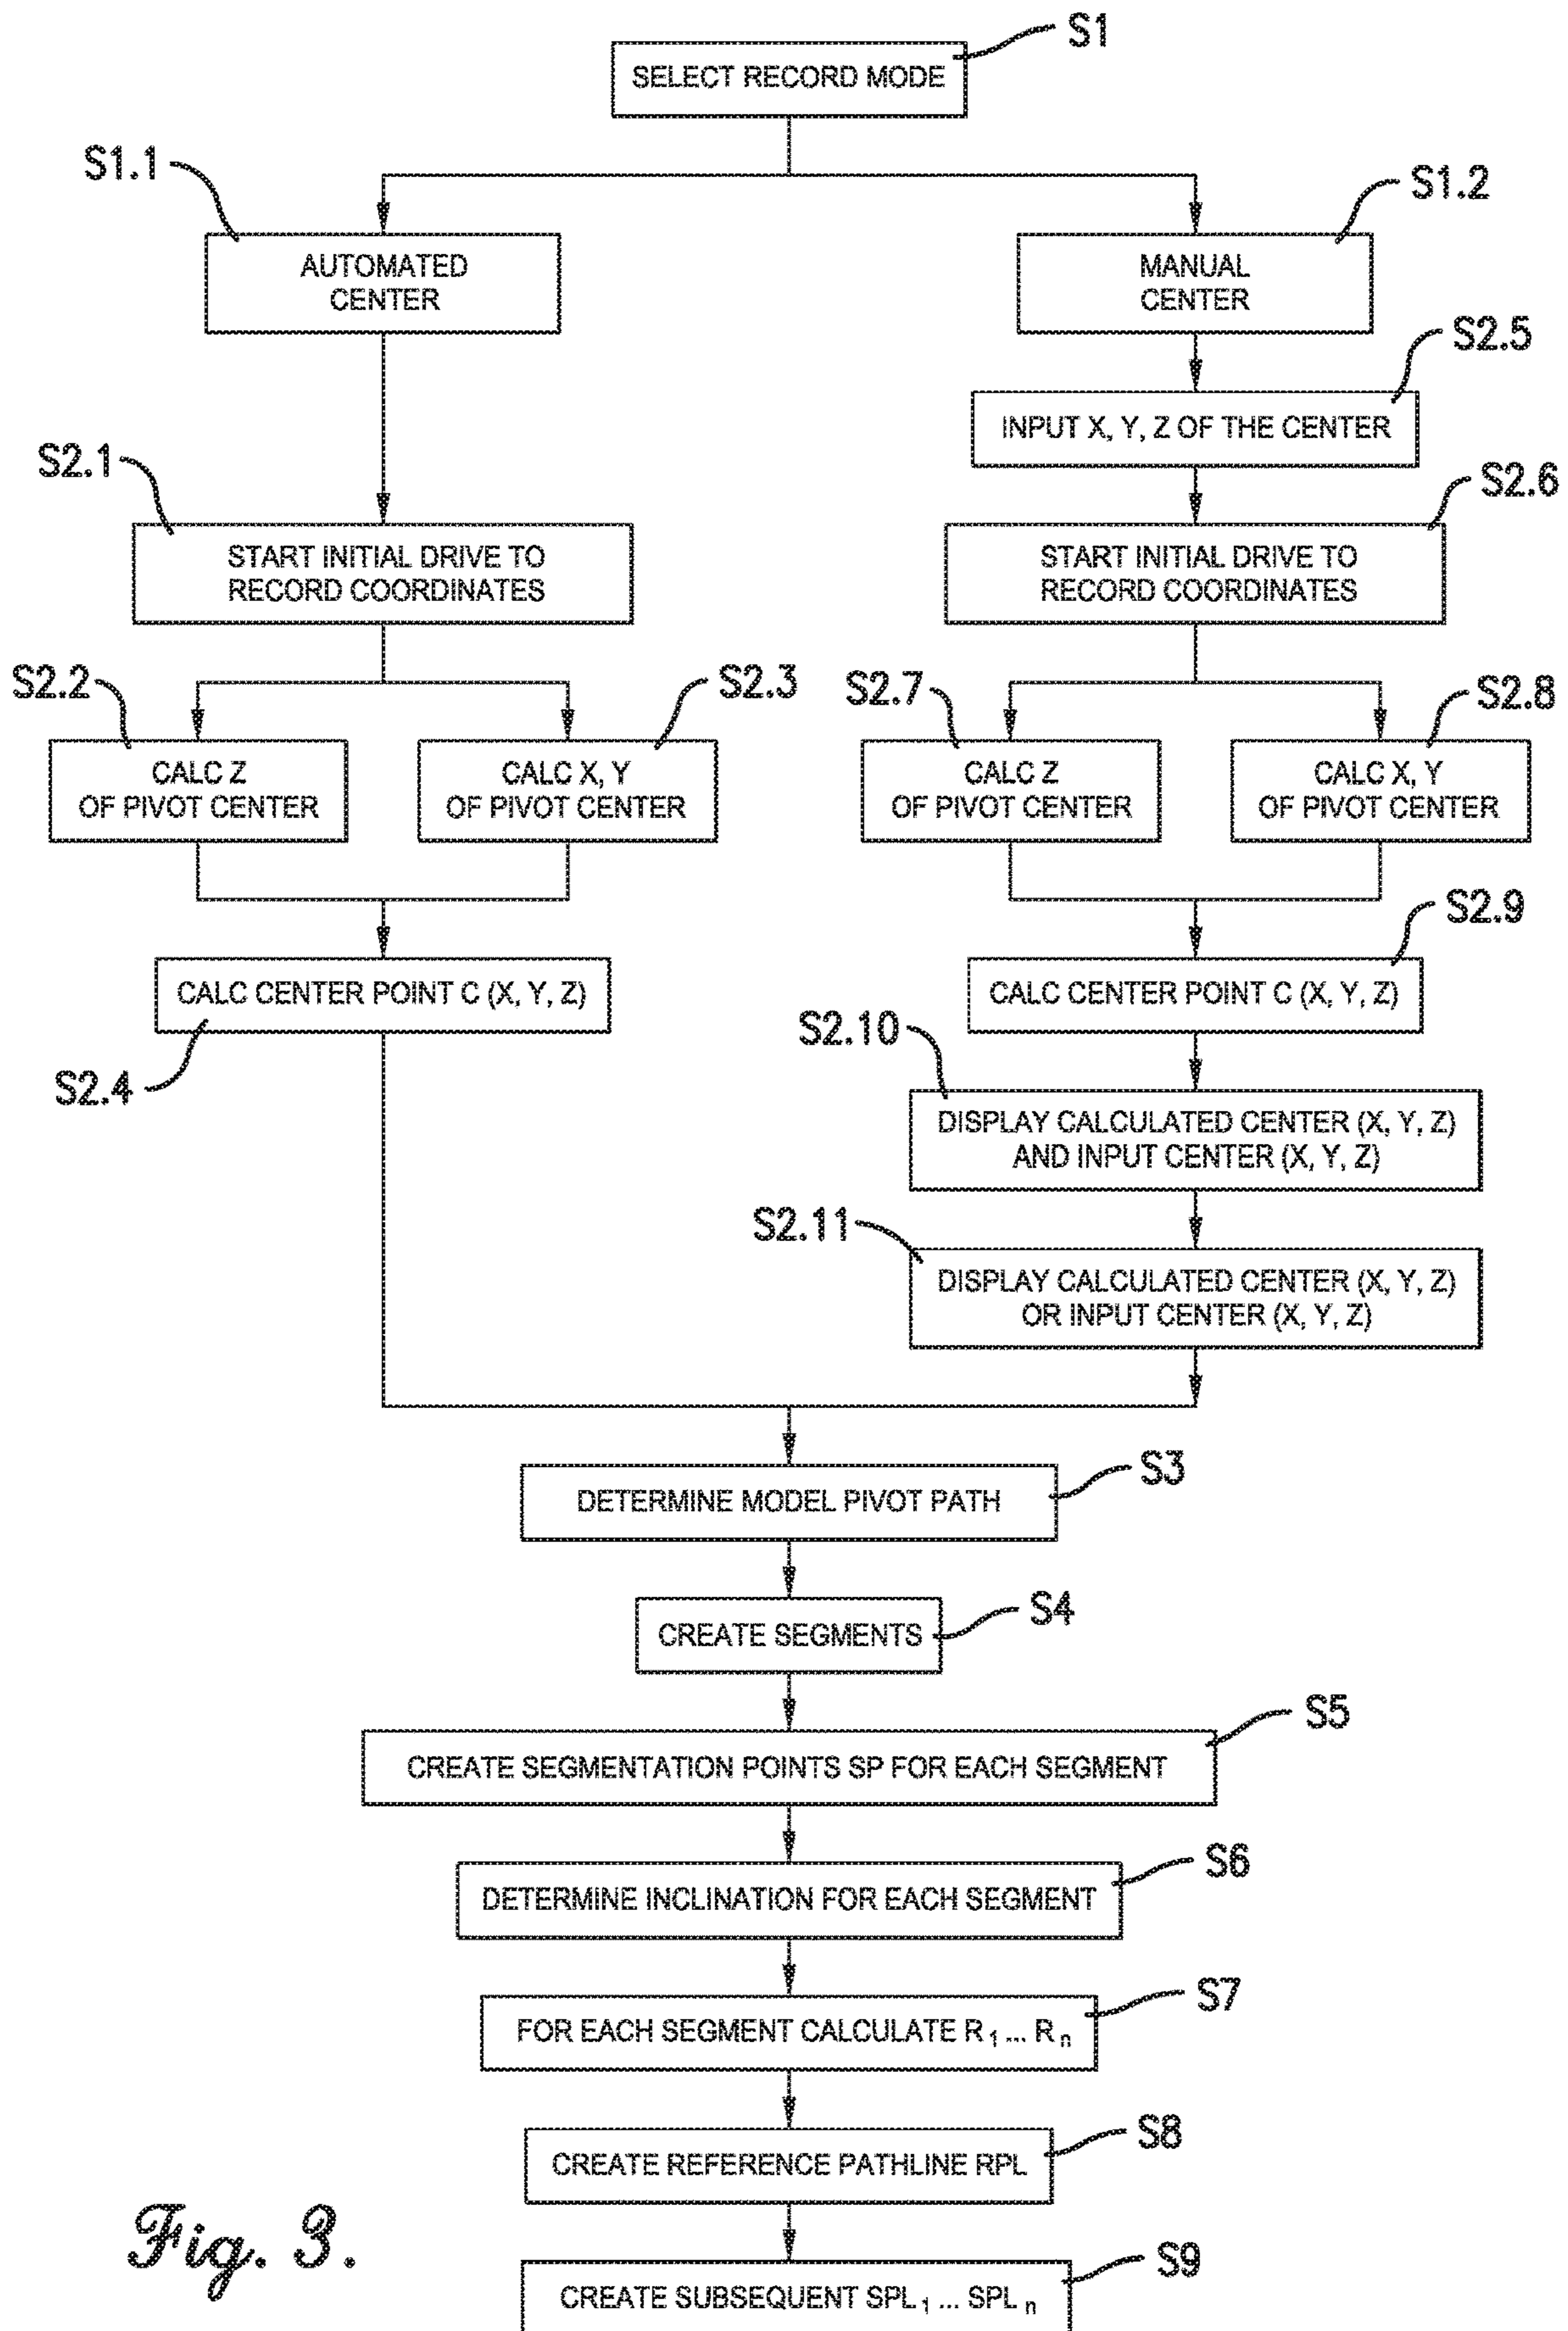 S1
SELECT RECORD MODE
S1.1
S1.2
AUTOMATED
CENTER
MANUAL
CENTER
S2.5
INPUT X, Y, Z OF THE CENTER
S2.1
S2.6
START INITIAL DRIVE TO
RECORD COORDINATES
START INITIAL DRIVE TO
RECORD COORDINATES
S2.2
S2.3
S2.7
S2.8
CALC Z
OF PIVOT CENTER
CALC X, Y
OF PIVOT CENTER
CALC Z
OF PIVOT CENTER
CALC X, Y
OF PIVOT CENTER
S2.9
CALC CENTER POINT C (X, Y, Z)
CALC CENTER POINT C (X, Y, Z)
S2.4
S2.10
DISPLAY CALCULATED CENTER (X, Y, Z)
AND INPUT CENTER (X, Y, Z)
S2.11
DISPLAY CALCULATED CENTER (X, Y, Z)
OR INPUT CENTER (X, Y, Z)
S3
DETERMINE MODEL PIVOT PATH
S4
CREATE SEGMENTS
S5
CREATE SEGMENTATION POINTS SP FOR EACH SEGMENT
S6
DETERMINE INCLINATION FOR EACH SEGMENT
S7
FOR EACH SEGMENT CALCULATE R1 ... Rn
S8
CREATE REFERENCE PATHLINE RPL
S9
CREATE SUBSEQUENT SPL1 ... SPLn
Fig. 3.